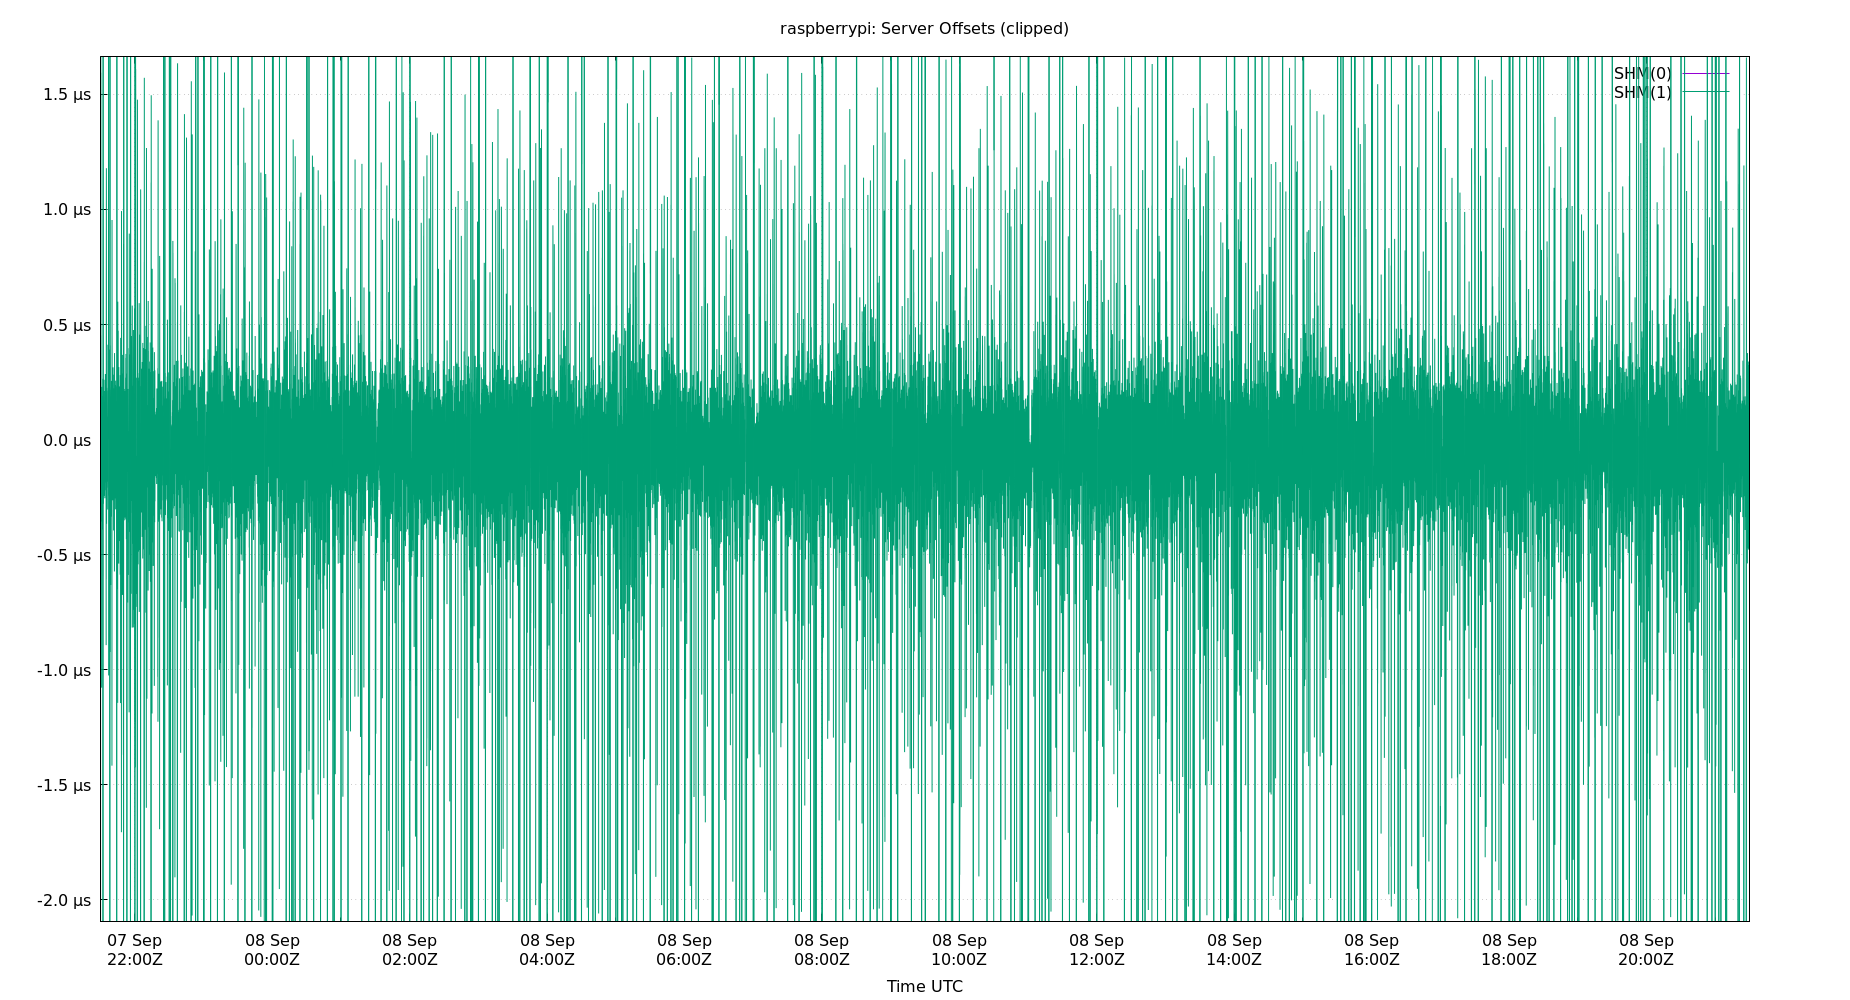 raspberrypi: Server Offsets (clipped)
SHM(0)
SHM(1)
1.5 µs
1.0 µs
0.5 µs
0.0 µs
-0.5 µs
-1.0 µs
-1.5 µs
-2.0 µs
07 Sep 08 Sep 08 Sep 08 Sep 08 Sep 08 Sep 08 Sep 08 Sep 08 Sep 08 Sep 08 Sep 08 Sep
22:00Z 00:00Z 02:00Z 04:00Z 06:00Z 08:00Z 10:00Z 12:00Z 14:00Z 16:00Z 18:00Z 20:00Z
Time UTC